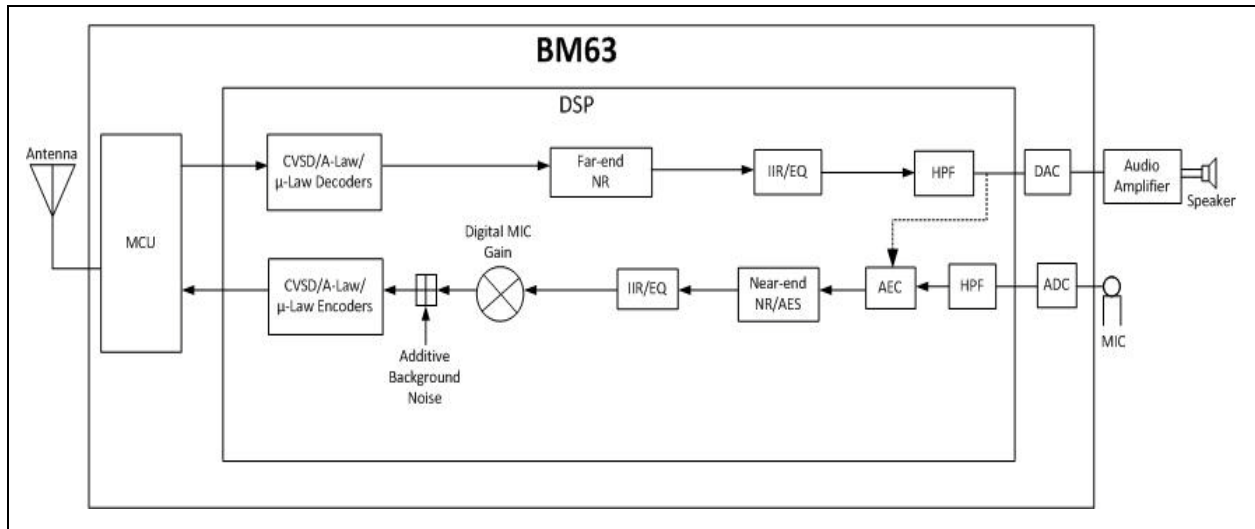 BM63
DSP
Antenna
MCU
CVSD/A-Law/
µ-Law Decoders
Far-end
NR
IIR/EQ
HPF
DAC
Audio
Amplifier
Speaker
CVSD/A-Law/
µ-Law Encoders
Digital MIC
Gain
Additive
Background
Noise
IIR/EQ
Near-end
NR/AES
AEC
HPF
ADC
MIC